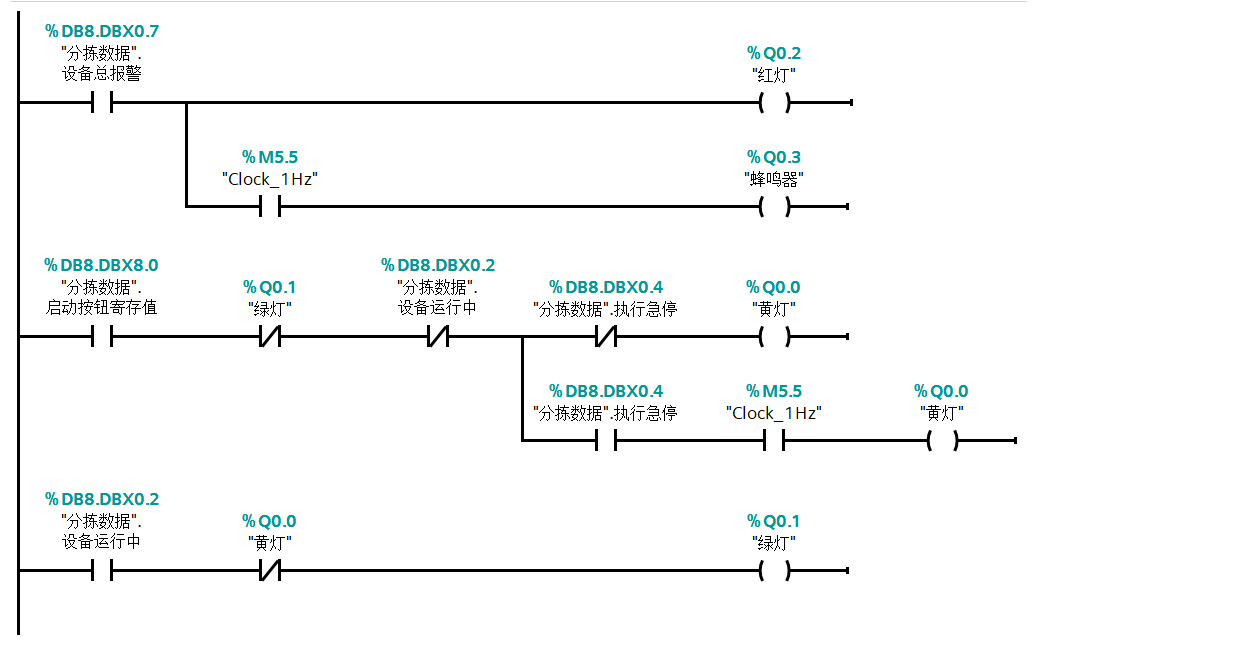 %DB8.DBX0.7
"分拣数据".
设备总报警
%Q0.2
"红灯"
%M5.5
"Clock_1Hz"
%Q0.3
"蜂鸣器"
%DB8.DBX8.0
"分拣数据".
启动按钮寄存值
%Q0.1
"绿灯"
%DB8.DBX0.2
"分拣数据".
设备运行中
%DB8.DBX0.4
"分拣数据".执行急停
%Q0.0
"黄灯"
%DB8.DBX0.4
"分拣数据".执行急停
%M5.5
"Clock_1Hz"
%Q0.0
"黄灯"
%DB8.DBX0.2
"分拣数据".
设备运行中
%Q0.0
"黄灯"
%Q0.1
"绿灯"